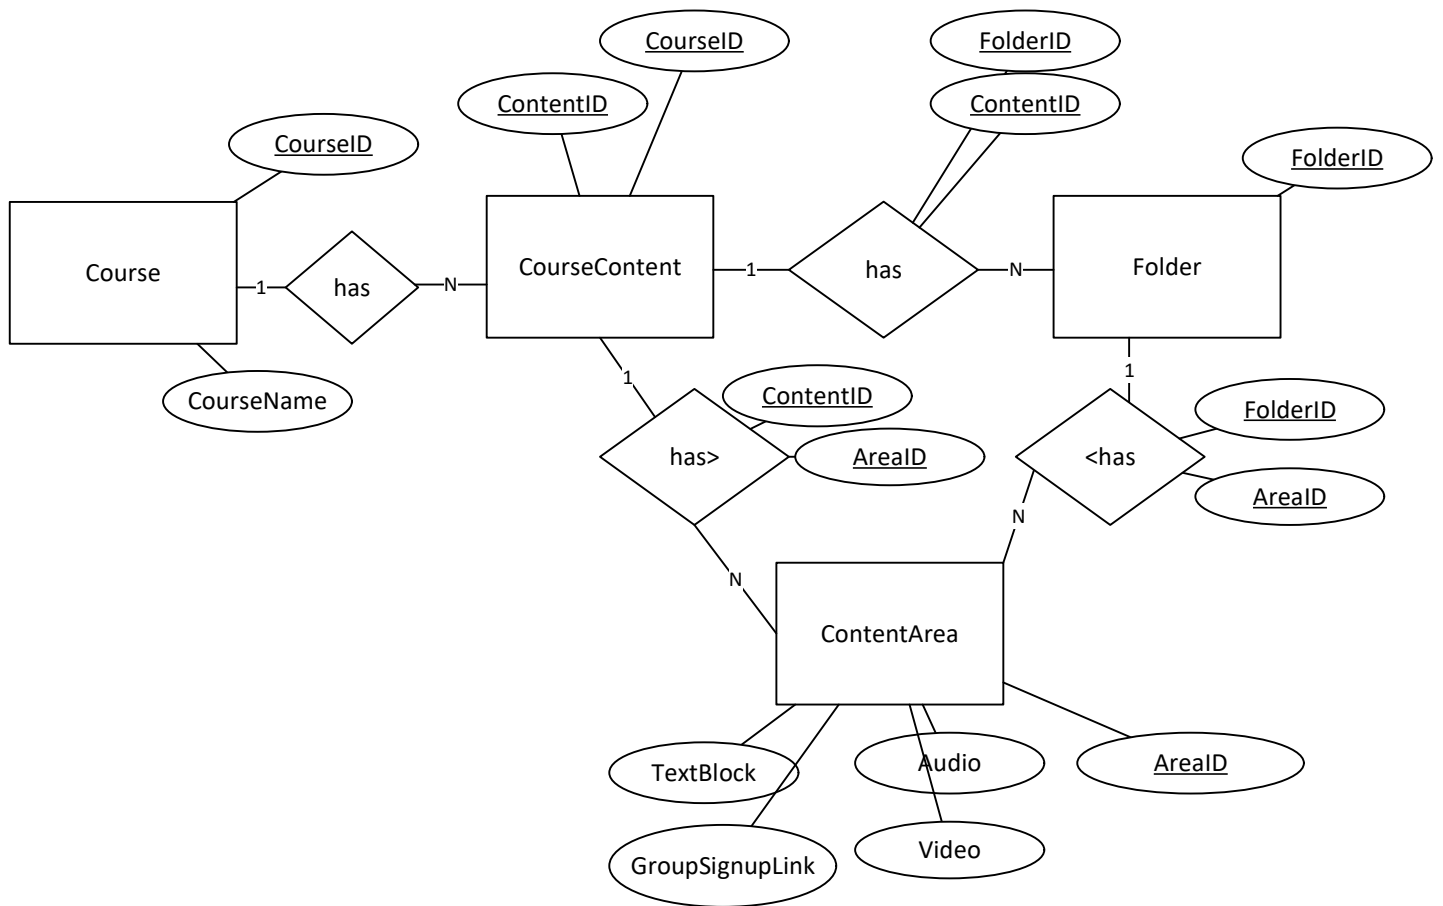 CourseID
FolderID
ContentID
ContentID
CourseID
FolderID
Course
has
CourseContent
has
Folder
1
N
1
N
CourseName
1
1
ContentID
FolderID
has>
AreaID
<has
AreaID
N
N
ContentArea
TextBlock
Audio
AreaID
GroupSignupLink
Video